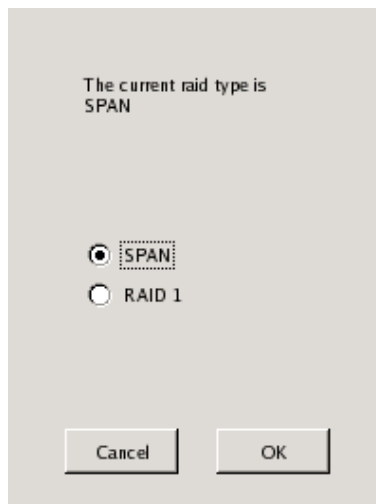 The current raid type is
SPAN
SPAN
RAID 1
Cancel
OK